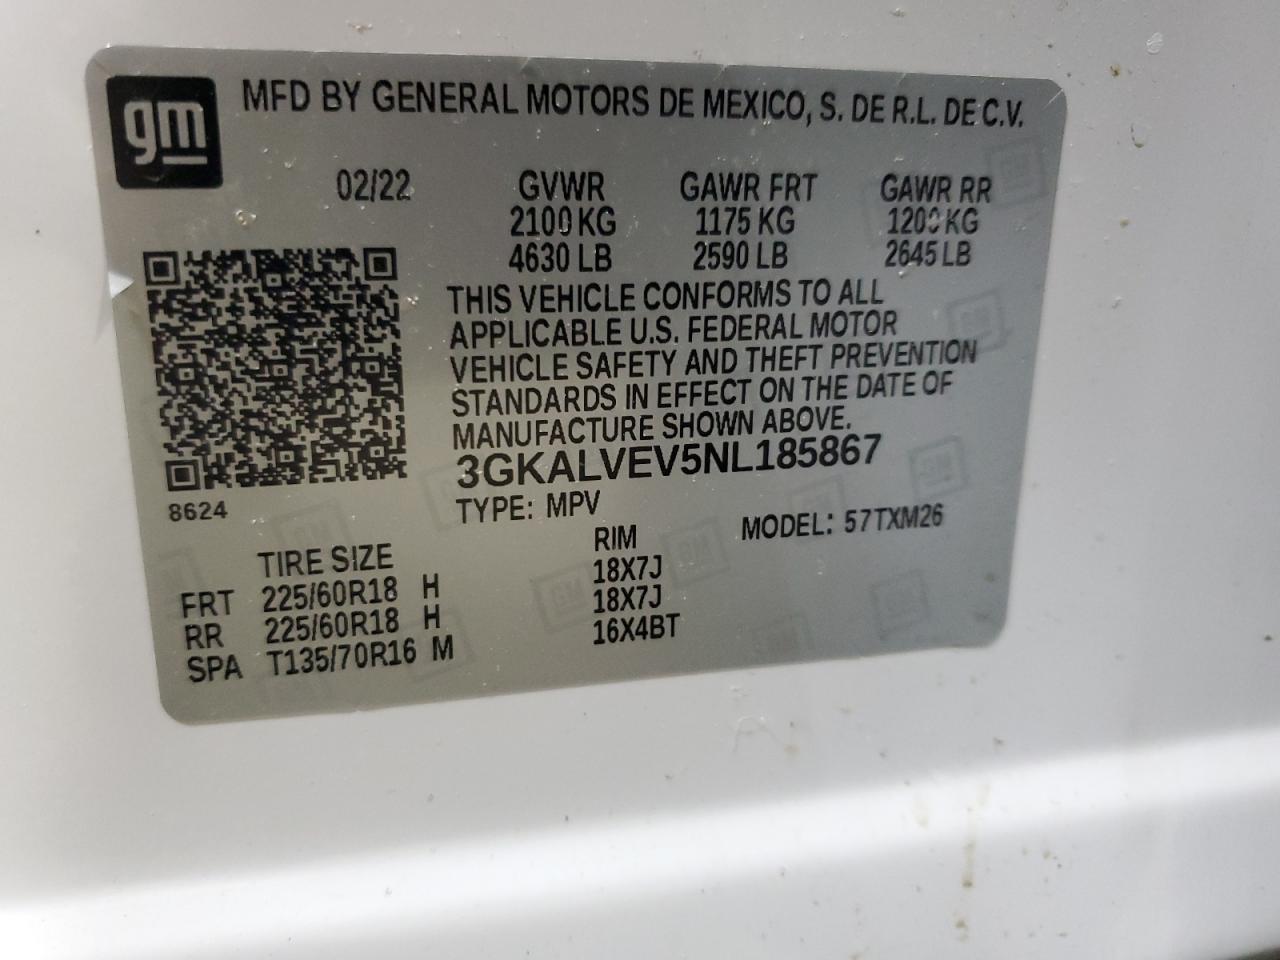 gm
MFD BY GENERAL MOTORS DE MEXICO, S. DE R.L. DE C.V.
02/22 GVWR GAWR FRT GAWR RR
2100 KG 1175 KG 1200 KG
4630 LB 2590 LB 2645 LB
THIS VEHICLE CONFORMS TO ALL
APPLICABLE U.S. FEDERAL MOTOR
VEHICLE SAFETY AND THEFT PREVENTION
STANDARDS IN EFFECT ON THE DATE OF
MANUFACTURE SHOWN ABOVE.
3GKALVEV5NL185867
8624
TYPE: MPV MODEL: 57TXM26
TIRE SIZE RIM
FRT 225/60R18 H 18X7J
RR 225/60R18 H 18X7J
SPA T135/70R16 M 16X4BT